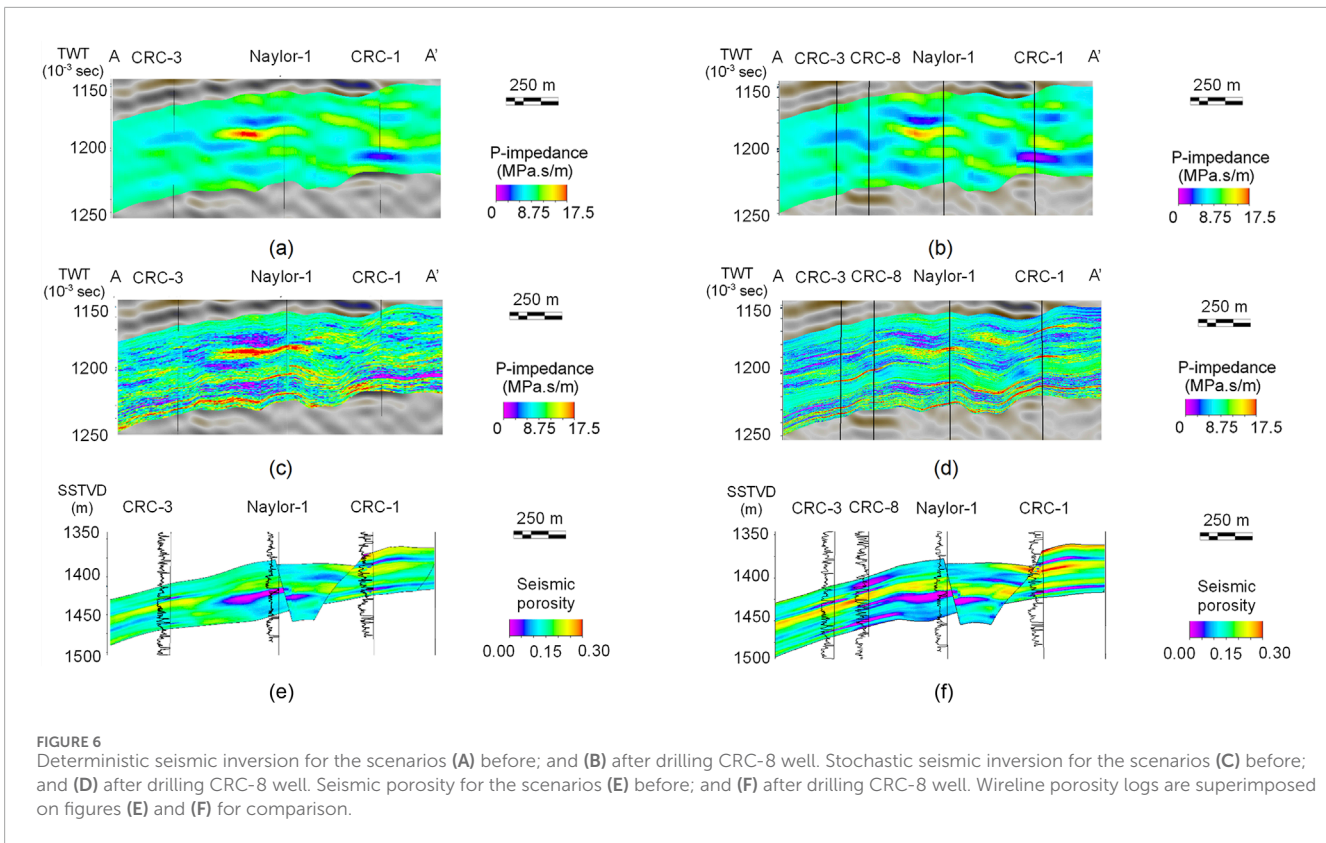 TWT A CRC-3 Naylor-1 CRC-1 A'
(10⁻³ sec)
1150
1200
1250
250 m
P-impedance
(MPa.s/m)
0 8.75 17.5
(a)
TWT A CRC-3 CRC-8 Naylor-1 CRC-1 A'
(10⁻³ sec)
1150
1200
1250
250 m
P-impedance
(MPa.s/m)
0 8.75 17.5
(b)
TWT A CRC-3 Naylor-1 CRC-1 A'
(10⁻³ sec)
1150
1200
1250
250 m
P-impedance
(MPa.s/m)
0 8.75 17.5
(c)
TWT A CRC-3 CRC-8 Naylor-1 CRC-1 A'
(10⁻³ sec)
1150
1200
1250
250 m
P-impedance
(MPa.s/m)
0 8.75 17.5
(d)
SSTVD CRC-3 Naylor-1 CRC-1
(m)
1350
1400
1450
1500
250 m
Seismic
porosity
0.00 0.15 0.30
(e)
SSTVD CRC-3 CRC-8 Naylor-1 CRC-1
(m)
1350
1400
1450
1500
250 m
Seismic
porosity
0.00 0.15 0.30
(f)
FIGURE 6
Deterministic seismic inversion for the scenarios (A) before; and (B) after drilling CRC-8 well. Stochastic seismic inversion for the scenarios (C) before;
and (D) after drilling CRC-8 well. Seismic porosity for the scenarios (E) before; and (F) after drilling CRC-8 well. Wireline porosity logs are superimposed
on figures (E) and (F) for comparison.